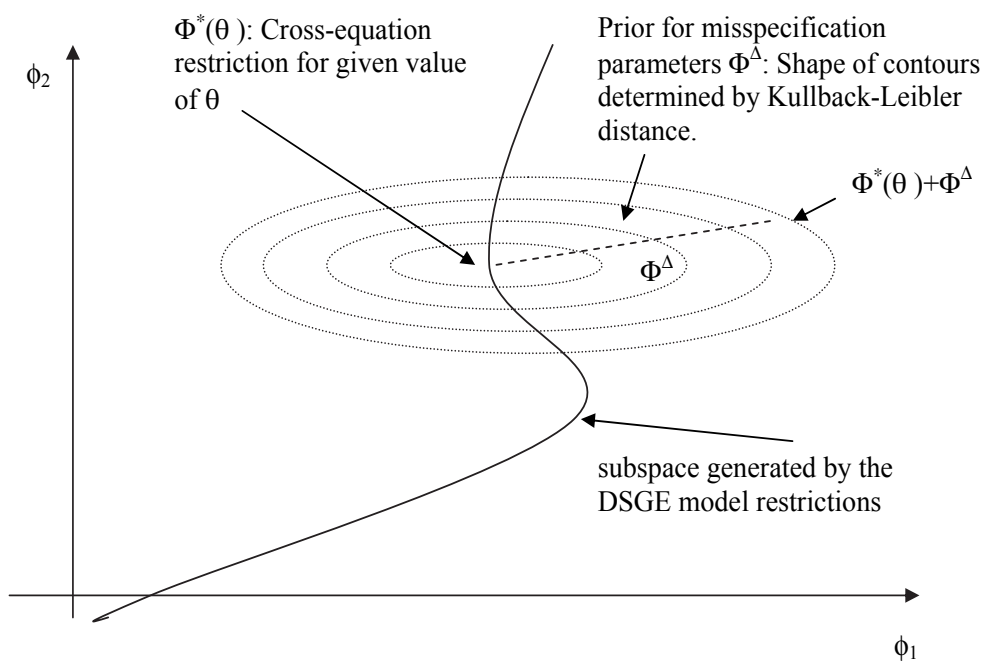 Φ*(θ ): Cross-equation
restriction for given value
of θ
Prior for misspecification
parameters Φ^Δ: Shape of contours
determined by Kullback-Leibler
distance.
ϕ₂
Φ*(θ )+Φ^Δ
Φ^Δ
subspace generated by the
DSGE model restrictions
ϕ₁